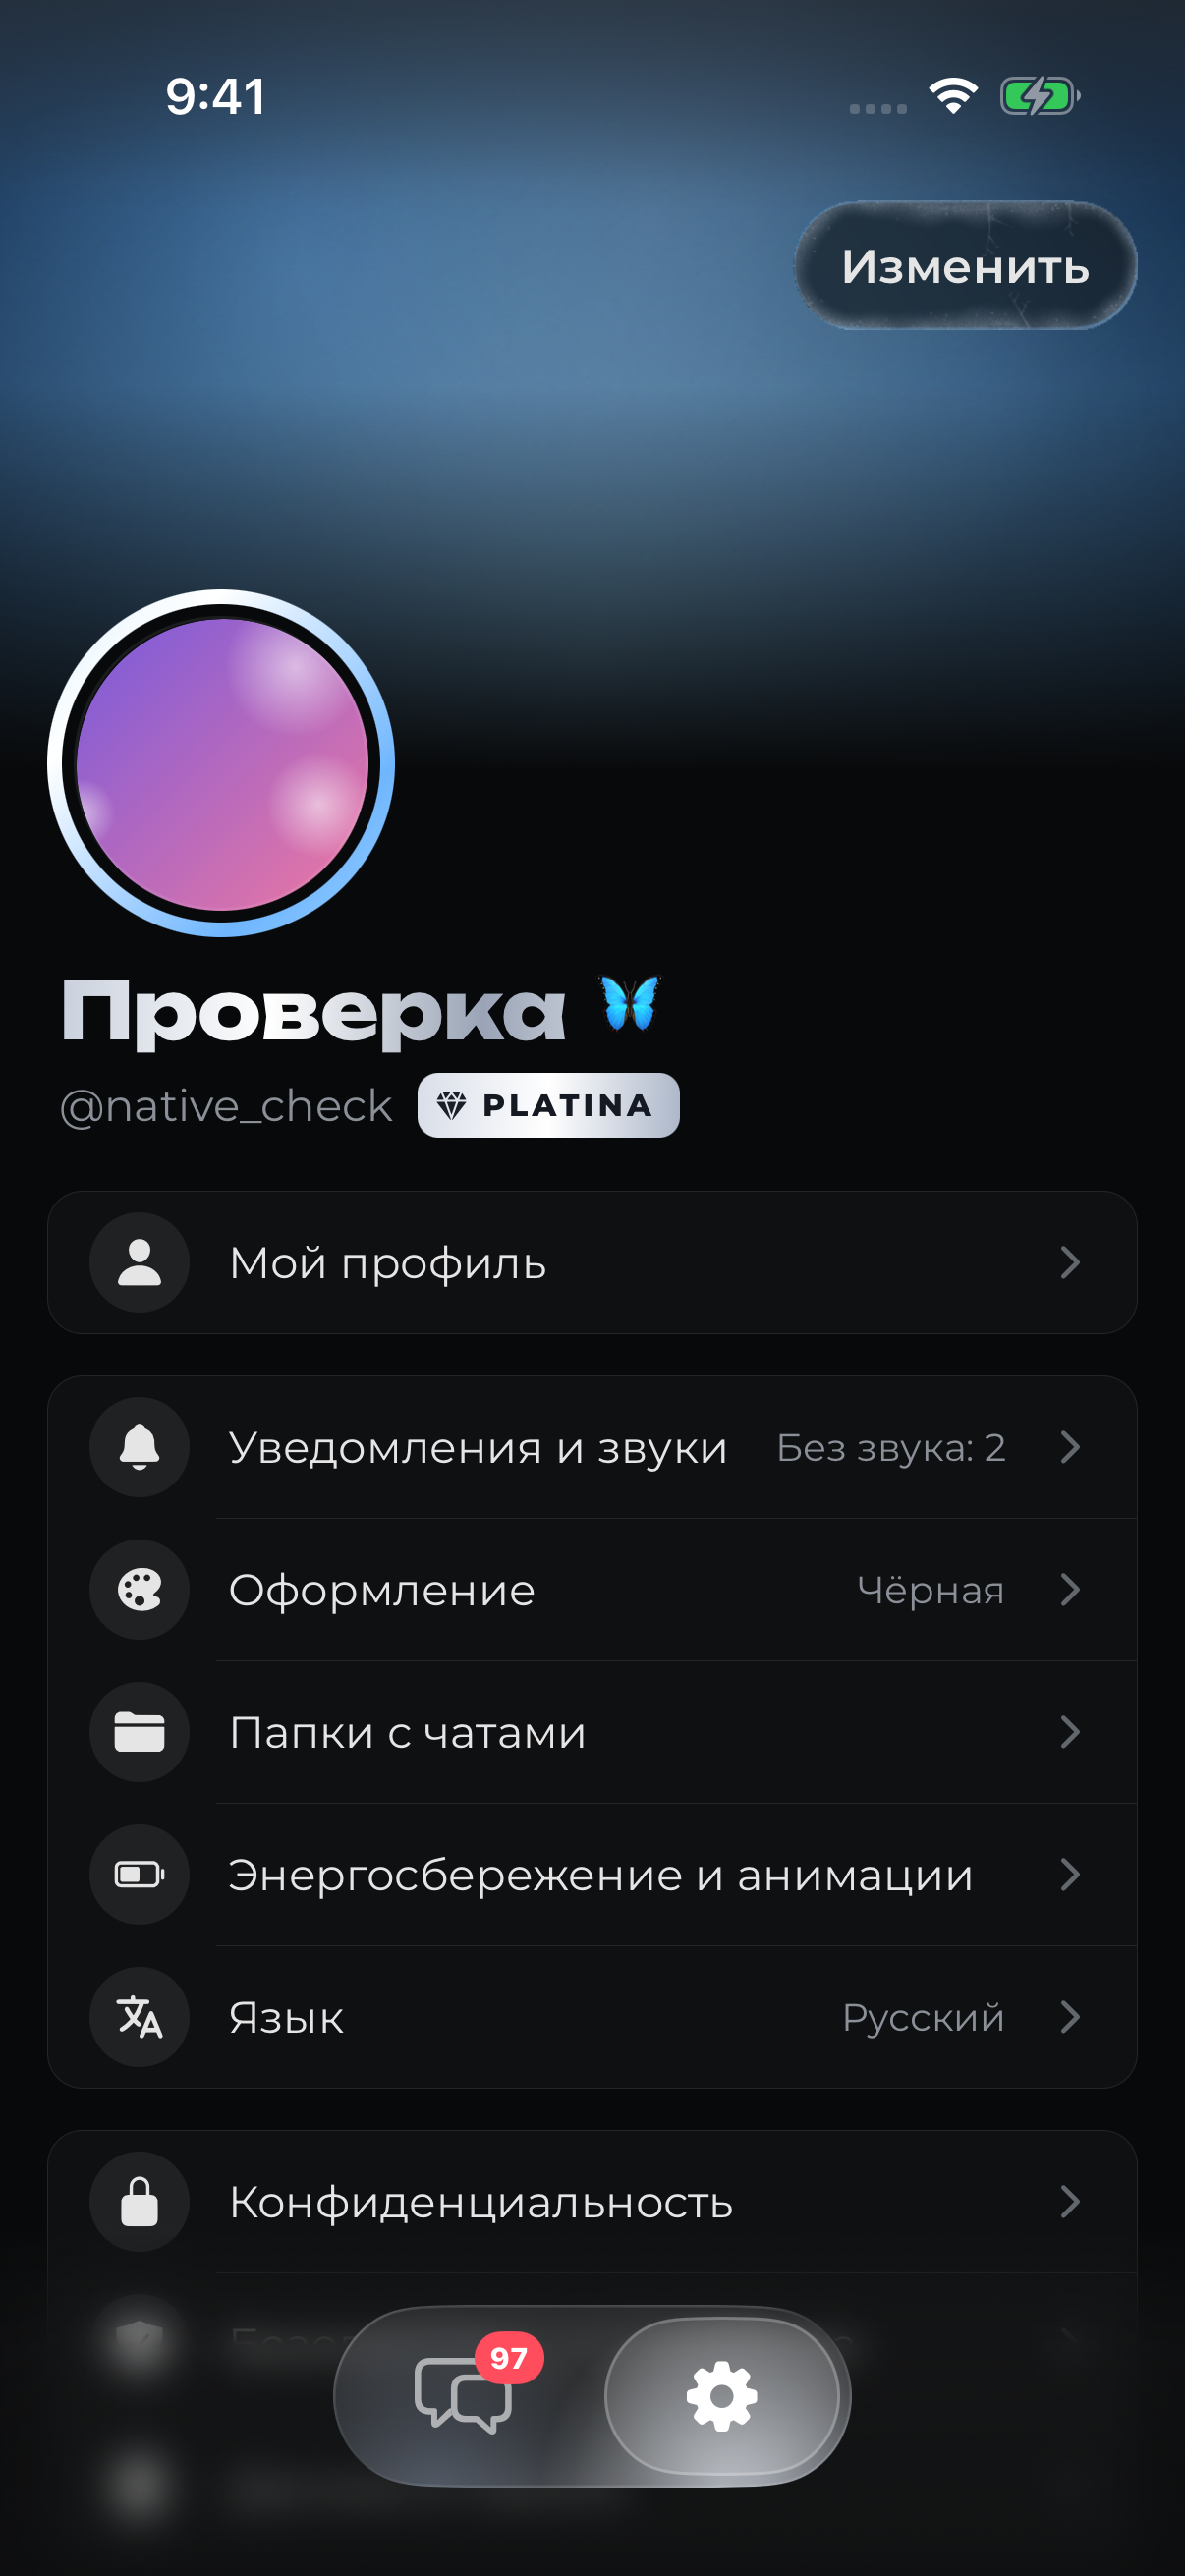 9:41
Изменить
Проверка 🦋
@native_check PLATINA
Мой профиль
Уведомления и звуки Без звука: 2
Оформление Чёрная
Папки с чатами
Энергосбережение и анимации
Язык Русский
Конфиденциальность
97